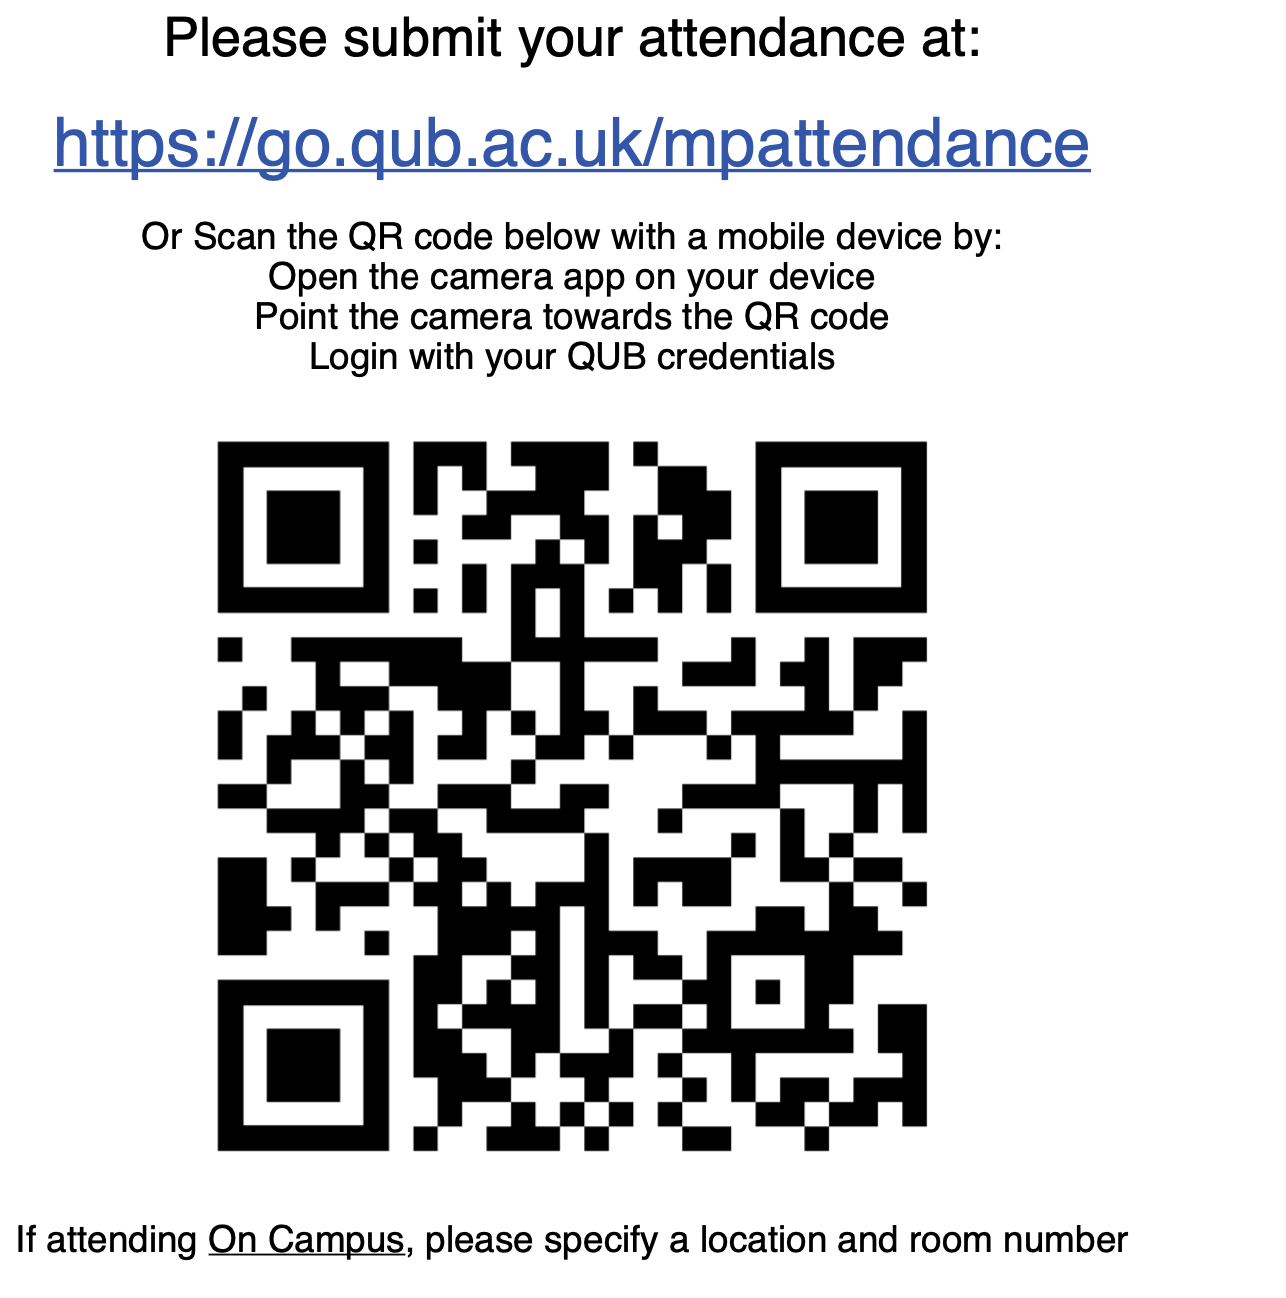 Please submit your attendance at:
https://go.qub.ac.uk/mpattendance
Or Scan the QR code below with a mobile device by:
Open the camera app on your device
Point the camera towards the QR code
Login with your QUB credentials
If attending On Campus, please specify a location and room number